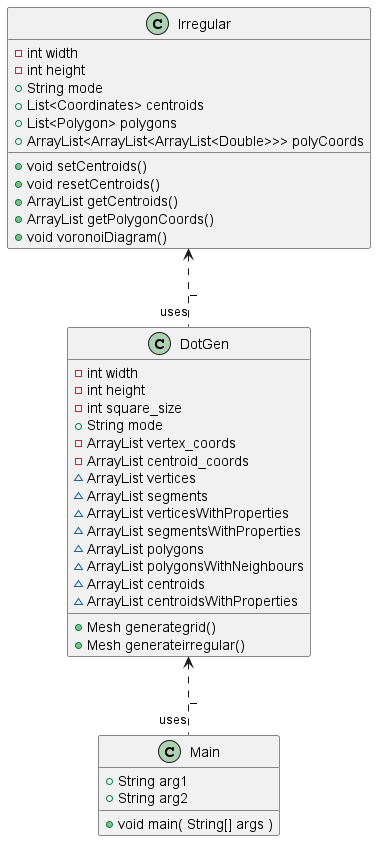 C Irregular
int width
int height
String mode
List<Coordinates> centroids
List<Polygon> polygons
ArrayList<ArrayList<ArrayList<Double>>> polyCoords
void setCentroids()
void resetCentroids()
ArrayList getCentroids()
ArrayList getPolygonCoords()
void voronoiDiagram()
_
uses
C DotGen
int width
int height
int square_size
String mode
ArrayList vertex_coords
ArrayList centroid_coords
ArrayList vertices
ArrayList segments
ArrayList verticesWithProperties
ArrayList segmentsWithProperties
ArrayList polygons
ArrayList polygonsWithNeighbours
ArrayList centroids
ArrayList centroidsWithProperties
Mesh generategrid()
Mesh generateirregular()
_
uses
C Main
String arg1
String arg2
void main( String[] args )